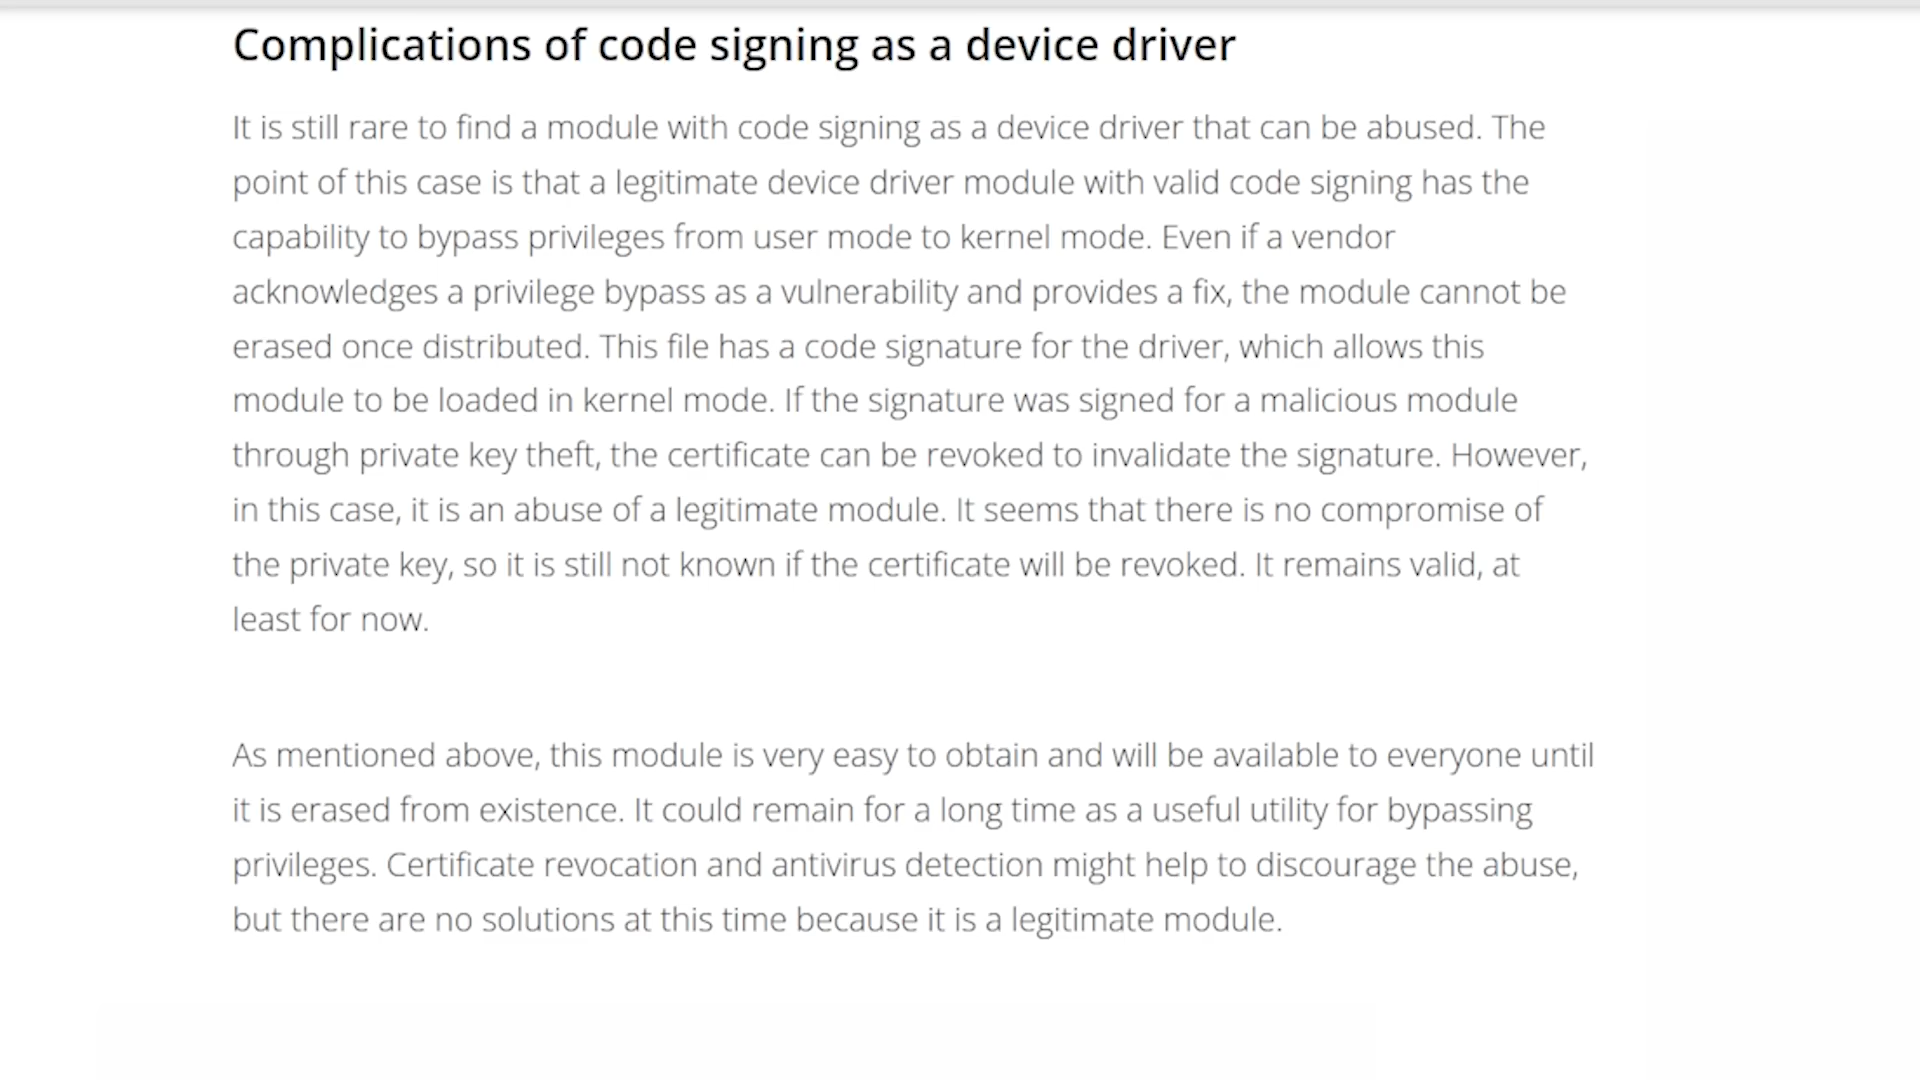 Complications of code signing as a device driver
It is still rare to find a module with code signing as a device driver that can be abused. The
point of this case is that a legitimate device driver module with valid code signing has the
capability to bypass privileges from user mode to kernel mode. Even if a vendor
acknowledges a privilege bypass as a vulnerability and provides a fix, the module cannot be
erased once distributed. This file has a code signature for the driver, which allows this
module to be loaded in kernel mode. If the signature was signed for a malicious module
through private key theft, the certificate can be revoked to invalidate the signature. However,
in this case, it is an abuse of a legitimate module. It seems that there is no compromise of
the private key, so it is still not known if the certificate will be revoked. It remains valid, at
least for now.
As mentioned above, this module is very easy to obtain and will be available to everyone until
it is erased from existence. It could remain for a long time as a useful utility for bypassing
privileges. Certificate revocation and antivirus detection might help to discourage the abuse,
but there are no solutions at this time because it is a legitimate module.